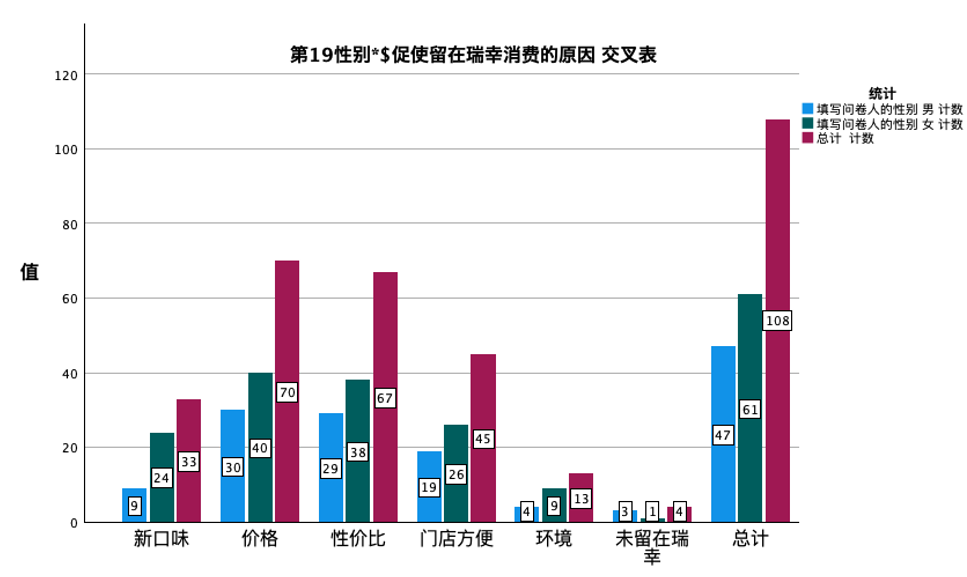 第19性别*$促使留在瑞幸消费的原因 交叉表
统计
填写问卷人的性别 男 计数
填写问卷人的性别 女 计数
总计 计数
值
120
100
80
60
40
20
0
9
24
33
30
40
70
29
38
67
19
26
45
4
9
13
3
1
4
47
61
108
新口味
价格
性价比
门店方便
环境
未留在瑞
幸
总计